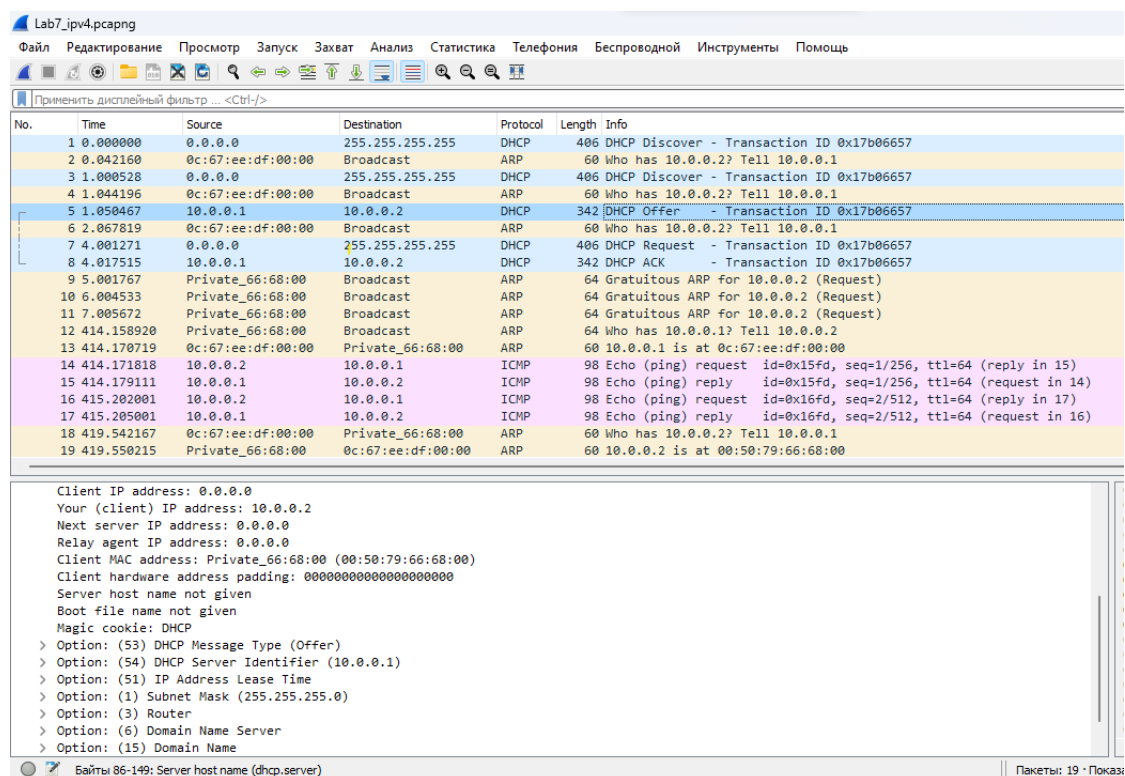 Lab7_ipv4.pcapng
Файл Редактирование Просмотр Запуск Захват Анализ Статистика Телефония Беспроводной Инструменты Помощь
Применить дисплейный фильтр ... <Ctrl-/>
No. Time Source Destination Protocol Length Info
1 0.000000 0.0.0.0 255.255.255.255 DHCP 406 DHCP Discover - Transaction ID 0x17b06657
2 0.042160 0c:67:ee:df:00:00 Broadcast ARP 60 Who has 10.0.0.2? Tell 10.0.0.1
3 1.000528 0.0.0.0 255.255.255.255 DHCP 406 DHCP Discover - Transaction ID 0x17b06657
4 1.044196 0c:67:ee:df:00:00 Broadcast ARP 60 Who has 10.0.0.2? Tell 10.0.0.1
5 1.050467 10.0.0.1 10.0.0.2 DHCP 342 DHCP Offer - Transaction ID 0x17b06657
6 2.067819 0c:67:ee:df:00:00 Broadcast ARP 60 Who has 10.0.0.2? Tell 10.0.0.1
7 4.001271 0.0.0.0 255.255.255.255 DHCP 406 DHCP Request - Transaction ID 0x17b06657
8 4.017515 10.0.0.1 10.0.0.2 DHCP 342 DHCP ACK - Transaction ID 0x17b06657
9 5.001767 Private_66:68:00 Broadcast ARP 64 Gratuitous ARP for 10.0.0.2 (Request)
10 6.004533 Private_66:68:00 Broadcast ARP 64 Gratuitous ARP for 10.0.0.2 (Request)
11 7.005672 Private_66:68:00 Broadcast ARP 64 Gratuitous ARP for 10.0.0.2 (Request)
12 414.158920 Private_66:68:00 Broadcast ARP 64 Who has 10.0.0.1? Tell 10.0.0.2
13 414.170719 0c:67:ee:df:00:00 Private_66:68:00 ARP 60 10.0.0.1 is at 0c:67:ee:df:00:00
14 414.171818 10.0.0.2 10.0.0.1 ICMP 98 Echo (ping) request id=0x15fd, seq=1/256, ttl=64 (reply in 15)
15 414.179111 10.0.0.1 10.0.0.2 ICMP 98 Echo (ping) reply id=0x15fd, seq=1/256, ttl=64 (request in 14)
16 415.202001 10.0.0.2 10.0.0.1 ICMP 98 Echo (ping) request id=0x16fd, seq=2/512, ttl=64 (reply in 17)
17 415.205001 10.0.0.1 10.0.0.2 ICMP 98 Echo (ping) reply id=0x16fd, seq=2/512, ttl=64 (request in 16)
18 419.542167 0c:67:ee:df:00:00 Private_66:68:00 ARP 60 Who has 10.0.0.2? Tell 10.0.0.1
19 419.550215 Private_66:68:00 0c:67:ee:df:00:00 ARP 60 10.0.0.2 is at 00:50:79:66:68:00
Client IP address: 0.0.0.0
Your (client) IP address: 10.0.0.2
Next server IP address: 0.0.0.0
Relay agent IP address: 0.0.0.0
Client MAC address: Private_66:68:00 (00:50:79:66:68:00)
Client hardware address padding: 00000000000000000000
Server host name not given
Boot file name not given
Magic cookie: DHCP
> Option: (53) DHCP Message Type (Offer)
> Option: (54) DHCP Server Identifier (10.0.0.1)
> Option: (51) IP Address Lease Time
> Option: (1) Subnet Mask (255.255.255.0)
> Option: (3) Router
> Option: (6) Domain Name Server
> Option: (15) Domain Name
Байты 86-149: Server host name (dhcp.server) Пакеты: 19 · Показа